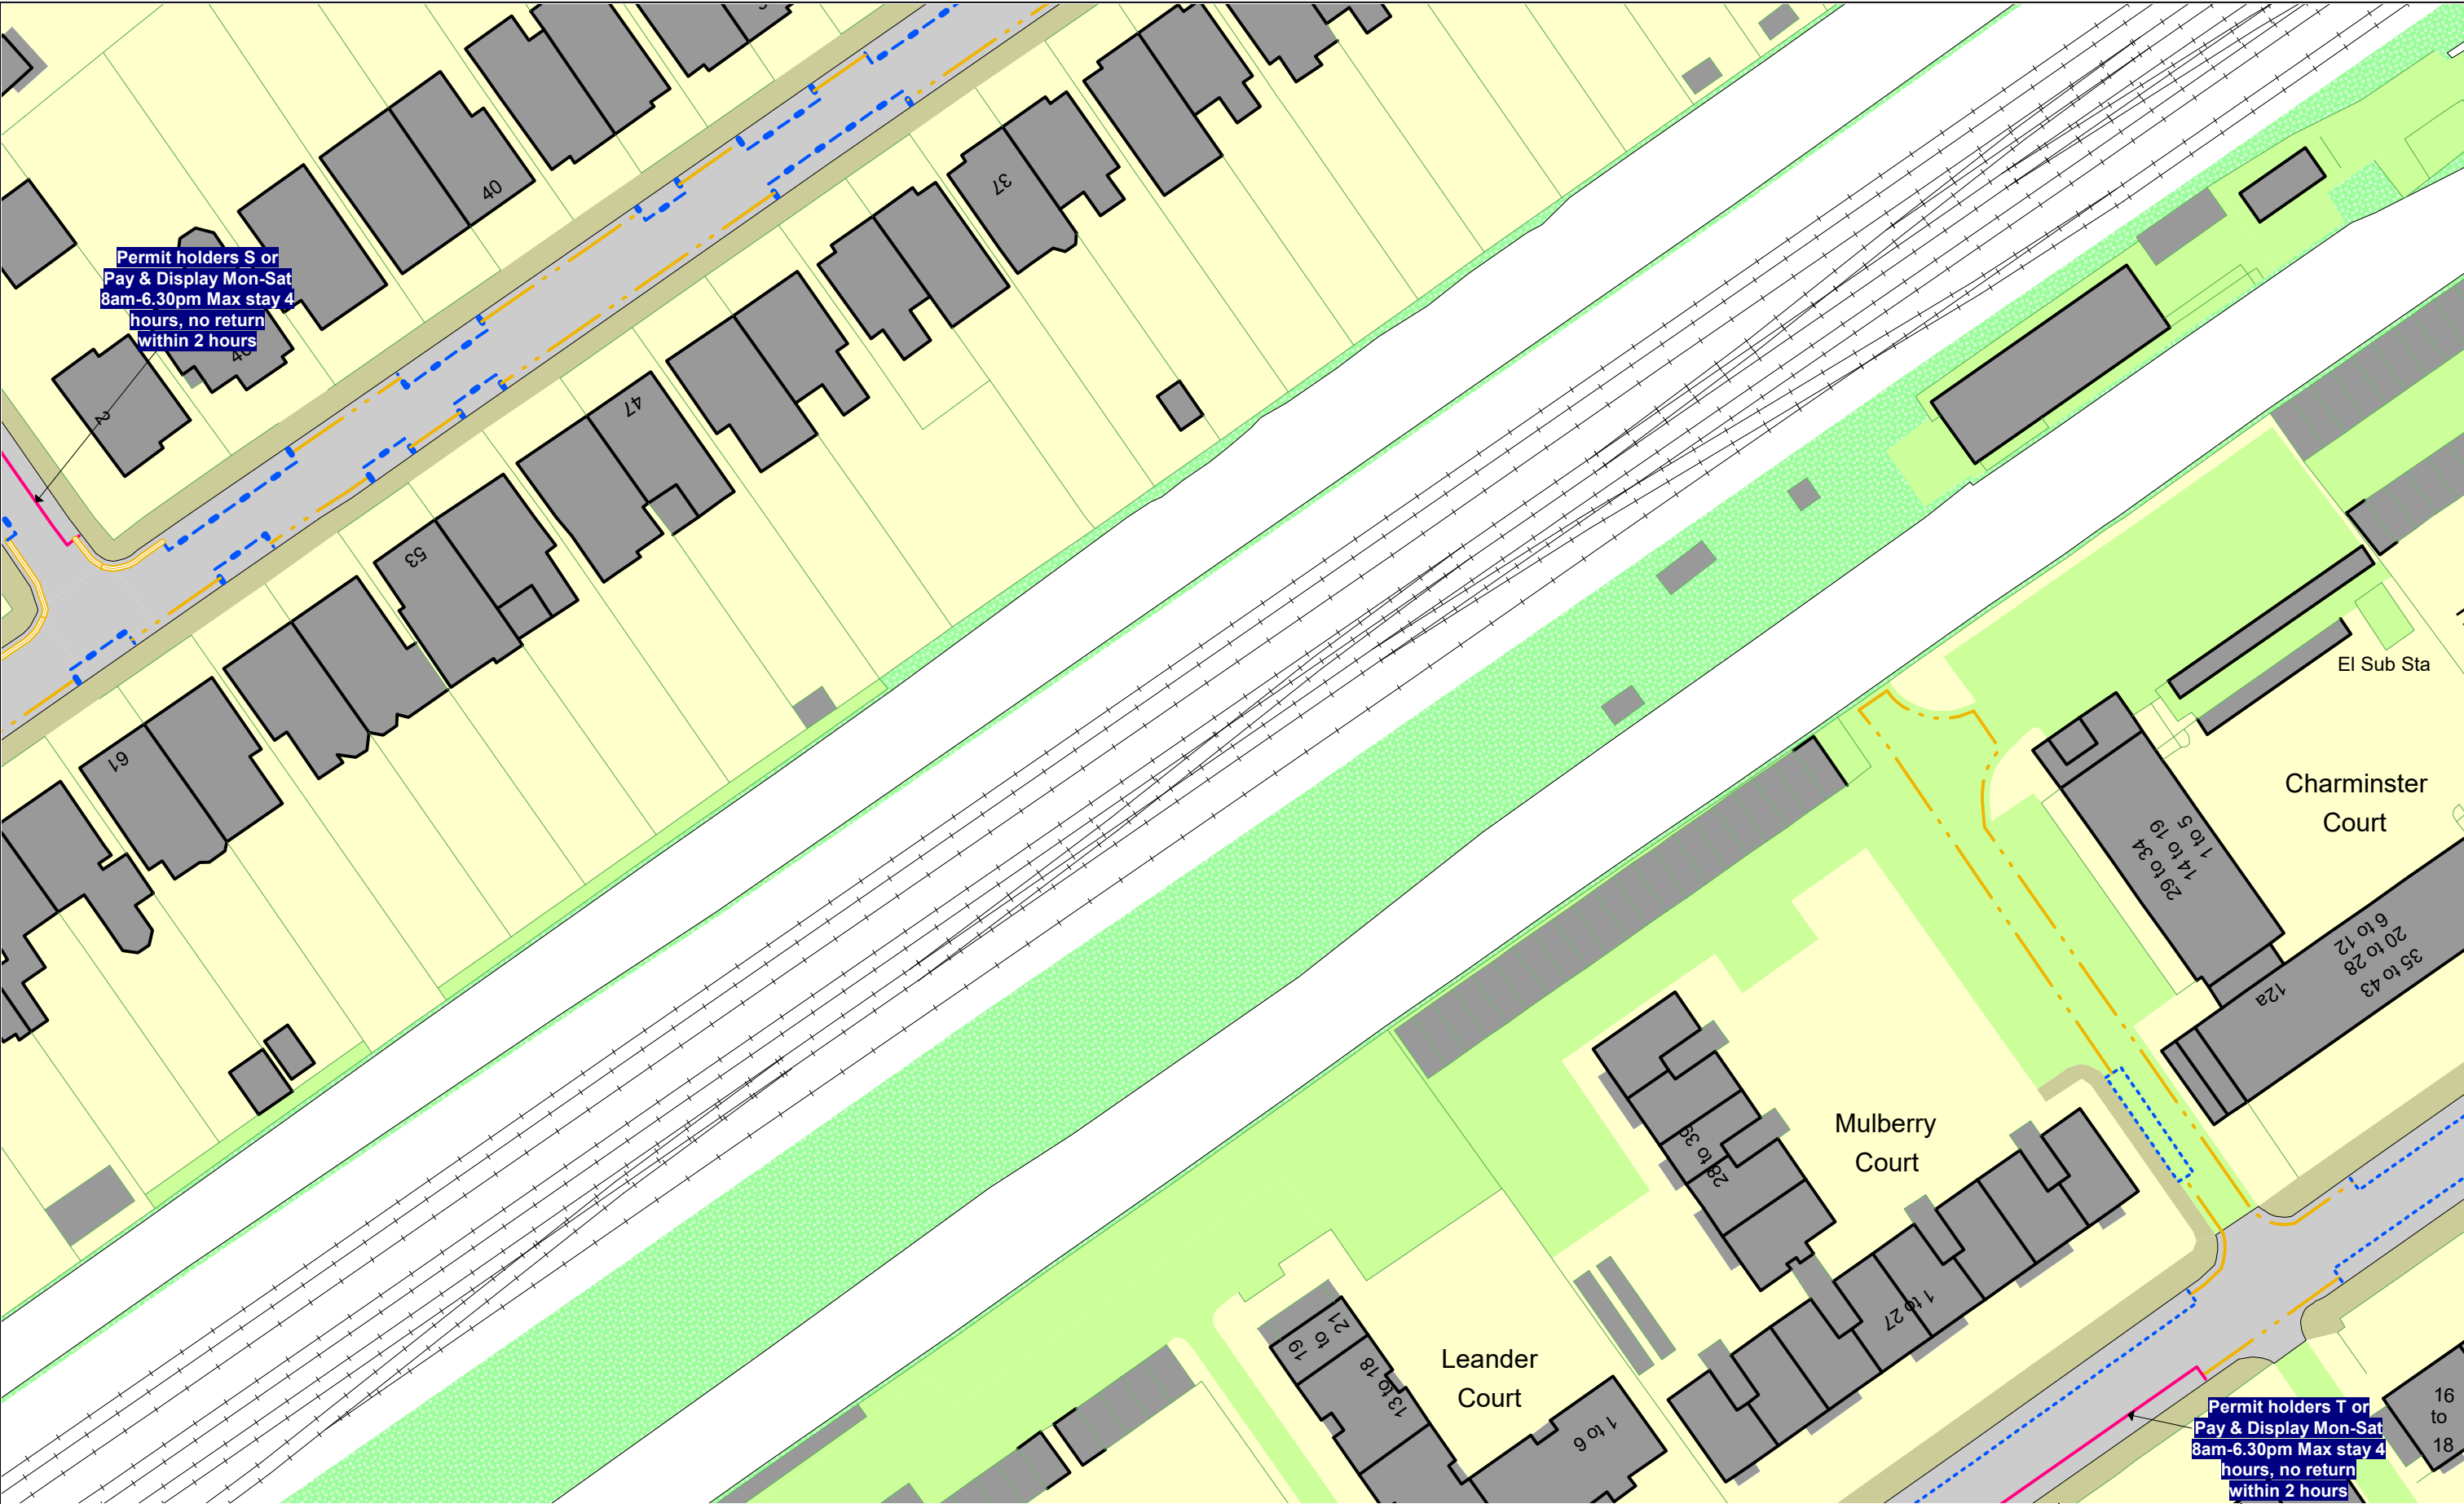 40
37
Permit holders S or
Pay & Display Mon-Sat
8am-6.30pm Max stay 4
hours, no return
within 2 hours
2
47
53
61
El Sub Sta
Charminster
Court
1 to 5
14 to 19
29 to 34
6 to 12
20 to 28
35 to 43
12a
Mulberry
Court
28 to 39
1 to 27
Leander
Court
19
to
21
13 to 18
1 to 6
16
to
18
Permit holders T or
Pay & Display Mon-Sat
8am-6.30pm Max stay 4
hours, no return
within 2 hours